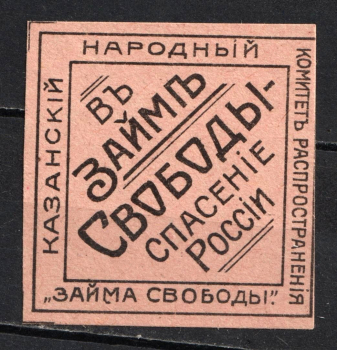 КАЗАНСКІЙ
НАРОДНЫЙ
КОМИТЕТЪ РАСПРОСТРАНЕНІЯ
„ЗАЙМА СВОБОДЫ".
ВЪ
ЗАЙМѢ
СВОБОДЫ-
СПАСЕНІЕ
РОССІИ